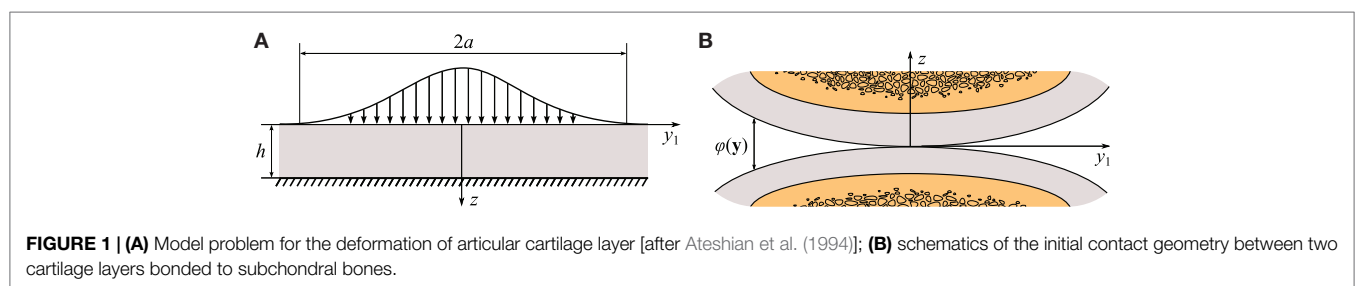 A
2a
h
y₁
z
B
z
φ(y)
y₁
FIGURE 1 | (A) Model problem for the deformation of articular cartilage layer [after Ateshian et al. (1994)]; (B) schematics of the initial contact geometry between two
cartilage layers bonded to subchondral bones.